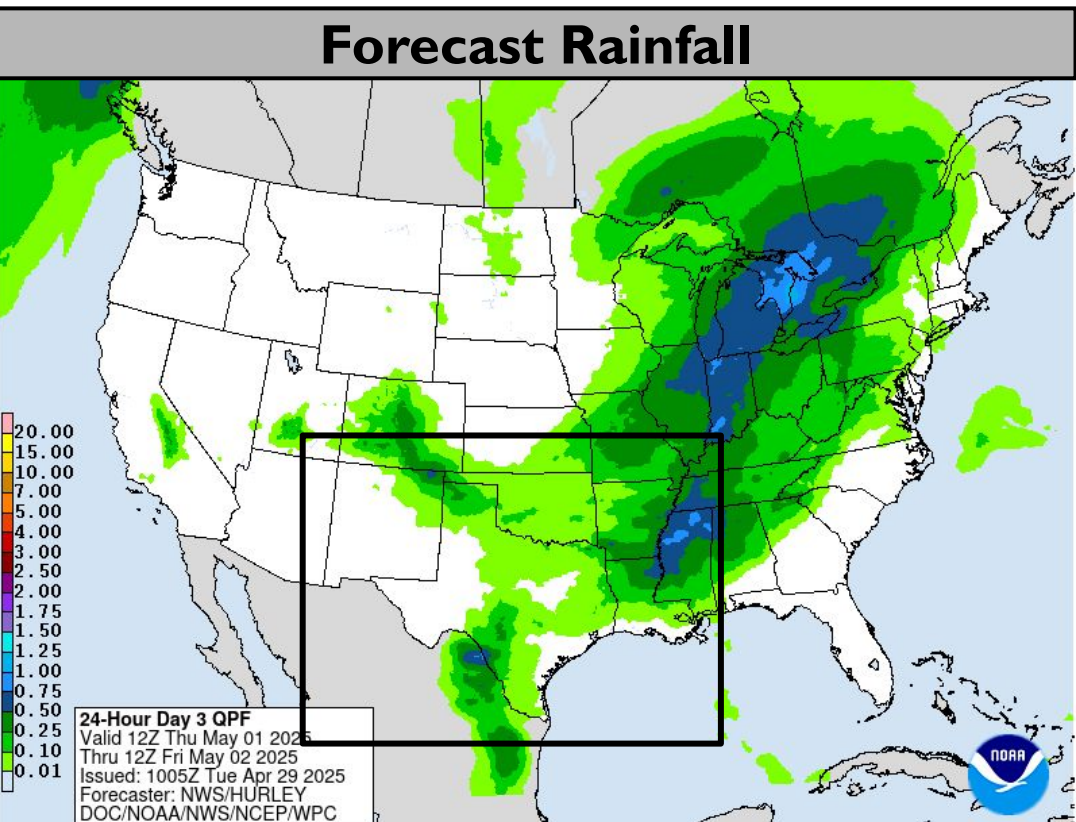 Forecast Rainfall
20.00
15.00
10.00
7.00
5.00
4.00
3.00
2.50
2.00
1.75
1.50
1.25
1.00
0.75
0.50
0.25
0.10
0.01
24-Hour Day 3 QPF
Valid 12Z Thu May 01 2025
Thru 12Z Fri May 02 2025
Issued: 1005Z Tue Apr 29 2025
Forecaster: NWS/HURLEY
DOC/NOAA/NWS/NCEP/WPC
NOAA